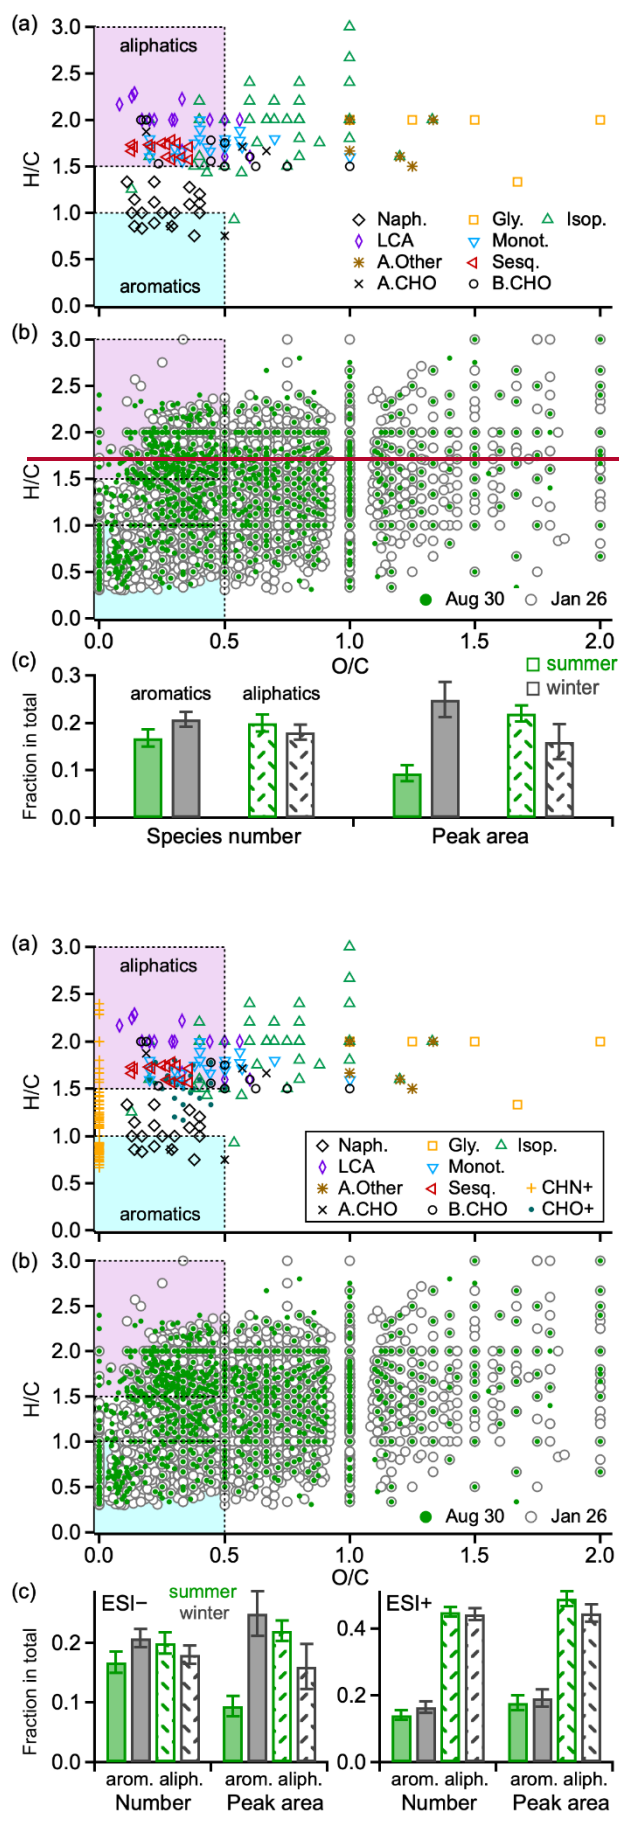 (a)
3.0
aliphatics
2.5
2.0
H/C
1.5
1.0
Naph. Gly. Isop.
LCA Monot.
0.5
A.Other Sesq.
aromatics
A.CHO B.CHO
0.0
(b)
3.0
2.5
2.0
H/C
1.5
1.0
0.5
Aug 30 Jan 26
0.0
0.0 0.5 1.0 1.5 2.0
O/C
(c)
0.3
summer
winter
aromatics aliphatics
Fraction in total
0.2
0.1
0.0
Species number Peak area
(a)
3.0
aliphatics
2.5
2.0
H/C
1.5
1.0
Naph. Gly. Isop.
LCA Monot.
0.5
A.Other Sesq. CHN+
aromatics
A.CHO B.CHO CHO+
0.0
(b)
3.0
2.5
2.0
H/C
1.5
1.0
0.5
Aug 30 Jan 26
0.0
0.0 0.5 1.0 1.5 2.0
O/C
(c)
ESI− summer
winter
ESI+
Fraction in total
0.2
0.1
0.0
0.4
0.2
0.0
arom. aliph. arom. aliph. arom. aliph. arom. aliph.
Number Peak area Number Peak area